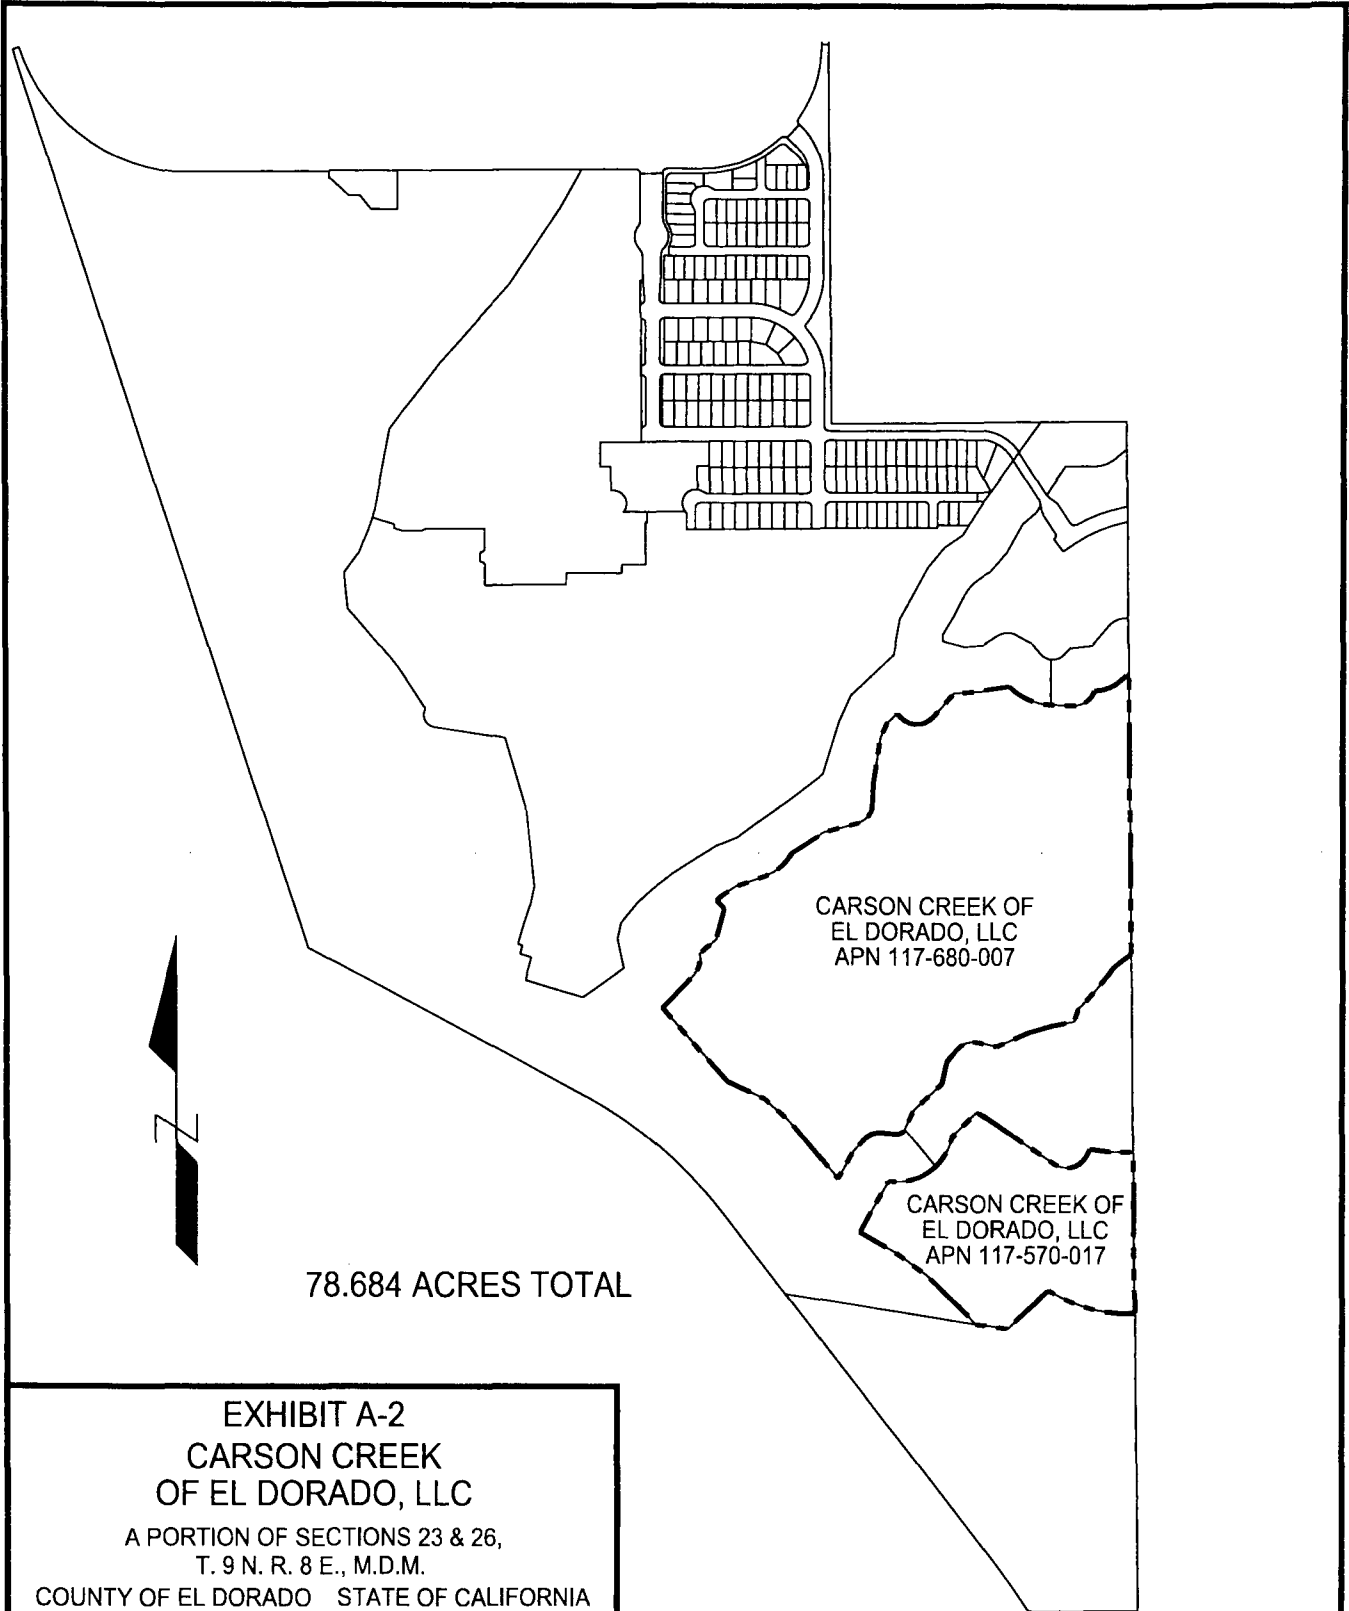 CARSON CREEK OF
EL DORADO, LLC
APN 117-680-007
CARSON CREEK OF
EL DORADO, LLC
APN 117-570-017
78.684 ACRES TOTAL
EXHIBIT A-2
CARSON CREEK
OF EL DORADO, LLC
A PORTION OF SECTIONS 23 & 26,
T. 9 N. R. 8 E., M.D.M.
COUNTY OF EL DORADO STATE OF CALIFORNIA
N